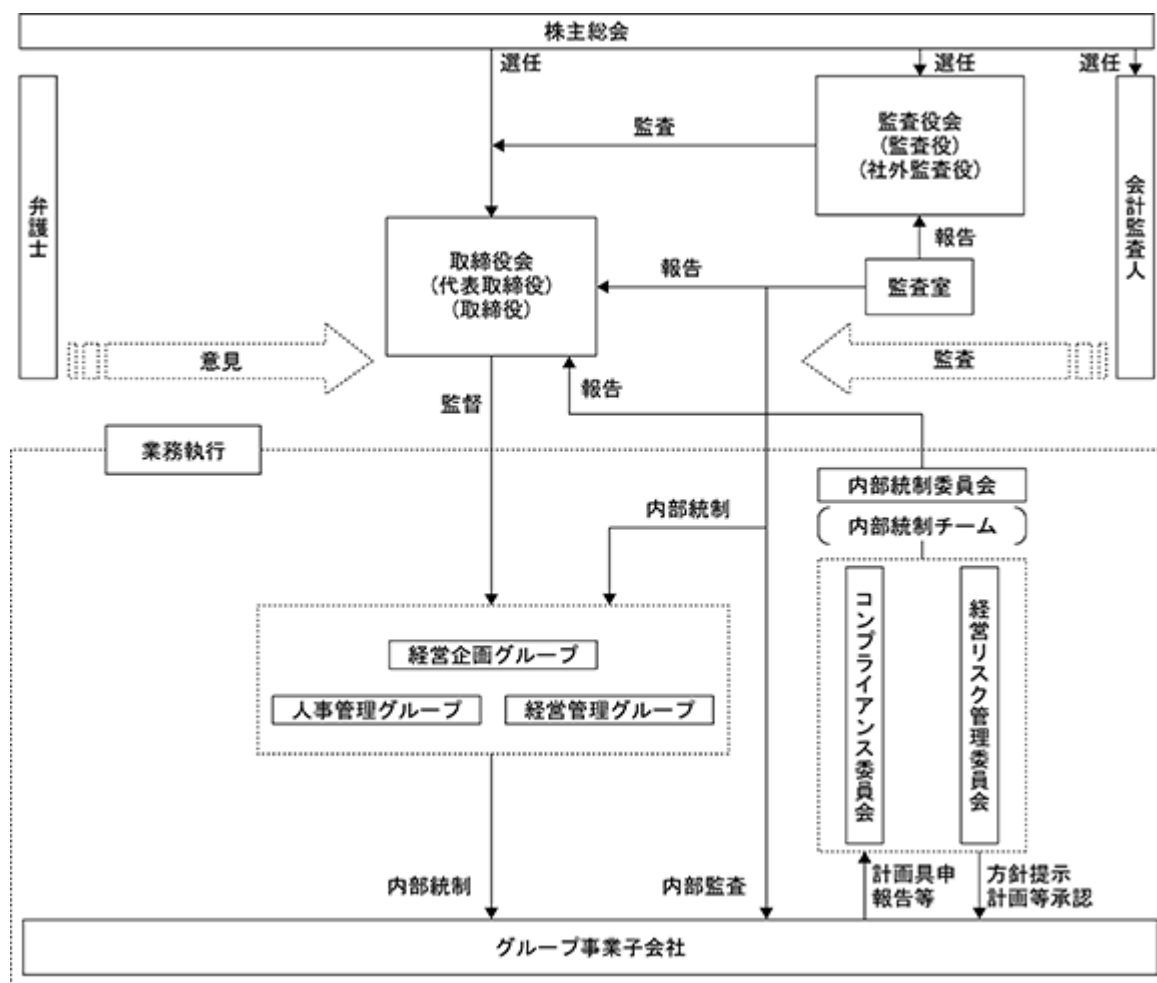 株主総会
選任
選任
選任
弁護士
監査
監査役会
(監査役)
(社外監査役)
会計監査人
報告
取締役会
(代表取締役)
(取締役)
報告
監査室
意見
監査
報告
監督
業務執行
内部統制委員会
内部統制
内部統制チーム
コンプライアンス委員会
経営リスク管理委員会
経営企画グループ
人事管理グループ
経営管理グループ
内部統制
内部監査
計画具申
報告等
方針提示
計画等承認
グループ事業子会社